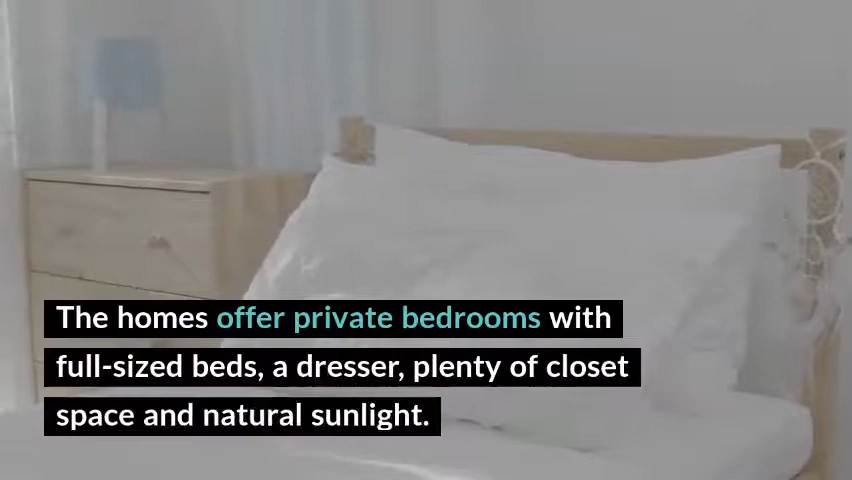 The homes offer private bedrooms with
full-sized beds, a dresser, plenty of closet
space and natural sunlight.